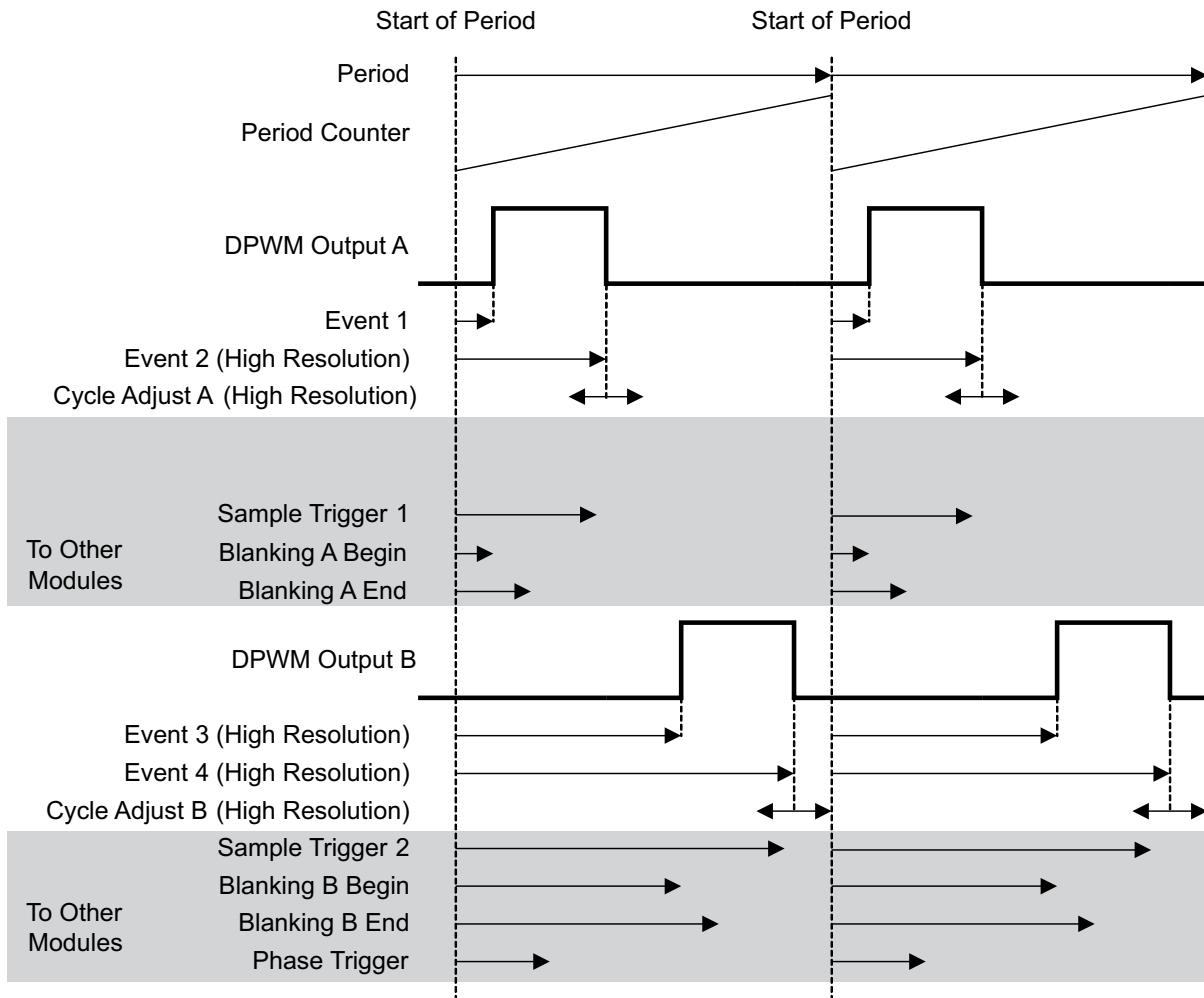 Start of Period
Start of Period
Period
Period Counter
DPWM Output A
Event 1
Event 2 (High Resolution)
Cycle Adjust A (High Resolution)
Sample Trigger 1
To Other
Modules
Blanking A Begin
Blanking A End
DPWM Output B
Event 3 (High Resolution)
Event 4 (High Resolution)
Cycle Adjust B (High Resolution)
Sample Trigger 2
Blanking B Begin
To Other
Modules
Blanking B End
Phase Trigger